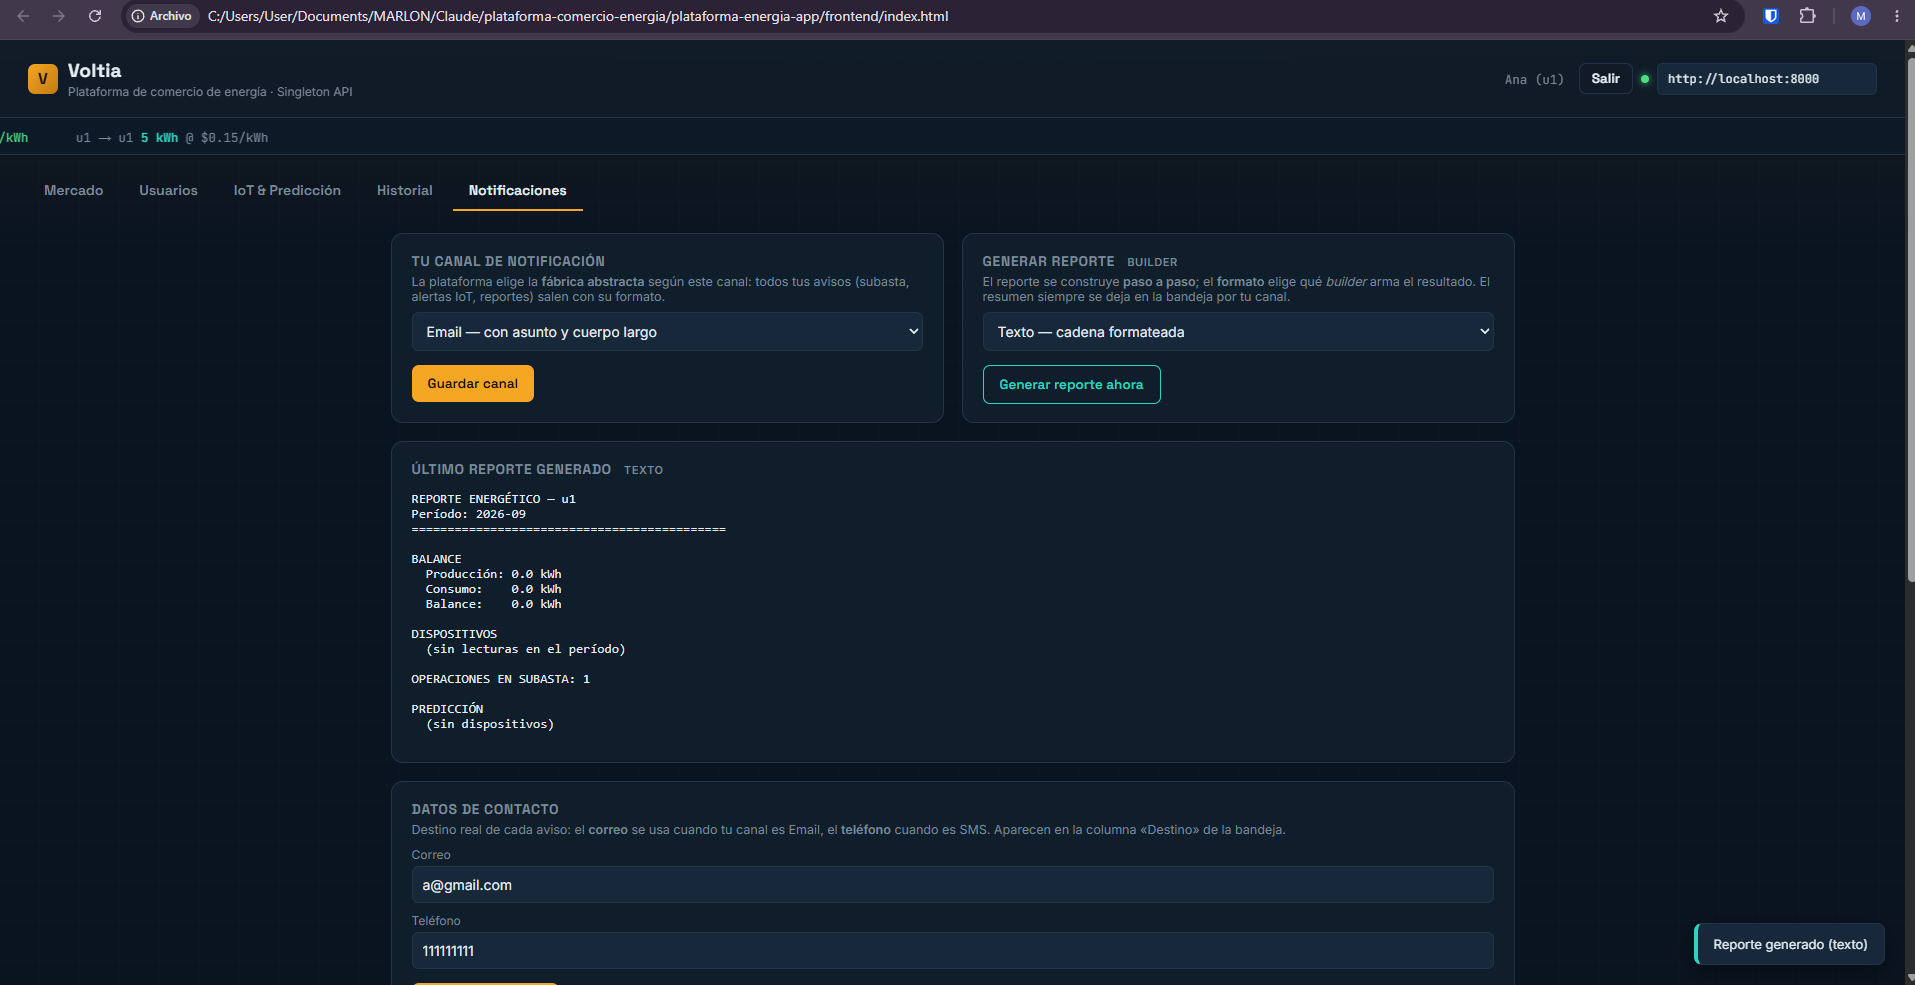 Archivo
C:/Users/User/Documents/MARLON/Claude/plataforma-comercio-energia/plataforma-energia-app/frontend/index.html
M
V
Voltia
Plataforma de comercio de energía · Singleton API
Ana (u1)
Salir
http://localhost:8000
/kWh
u1 → u1 5 kWh @ $0.15/kWh
Mercado
Usuarios
IoT & Predicción
Historial
Notificaciones
TU CANAL DE NOTIFICACIÓN
La plataforma elige la fábrica abstracta según este canal: todos tus avisos (subasta,
alertas IoT, reportes) salen con su formato.
Email — con asunto y cuerpo largo
Guardar canal
GENERAR REPORTE BUILDER
El reporte se construye paso a paso; el formato elige qué builder arma el resultado. El
resumen siempre se deja en la bandeja por tu canal.
Texto — cadena formateada
Generar reporte ahora
ÚLTIMO REPORTE GENERADO TEXTO
REPORTE ENERGÉTICO — u1
Período: 2026-09
============================================
BALANCE
Producción: 0.0 kWh
Consumo: 0.0 kWh
Balance: 0.0 kWh
DISPOSITIVOS
(sin lecturas en el período)
OPERACIONES EN SUBASTA: 1
PREDICCIÓN
(sin dispositivos)
DATOS DE CONTACTO
Destino real de cada aviso: el correo se usa cuando tu canal es Email, el teléfono cuando es SMS. Aparecen en la columna «Destino» de la bandeja.
Correo
a@gmail.com
Teléfono
111111111
Reporte generado (texto)